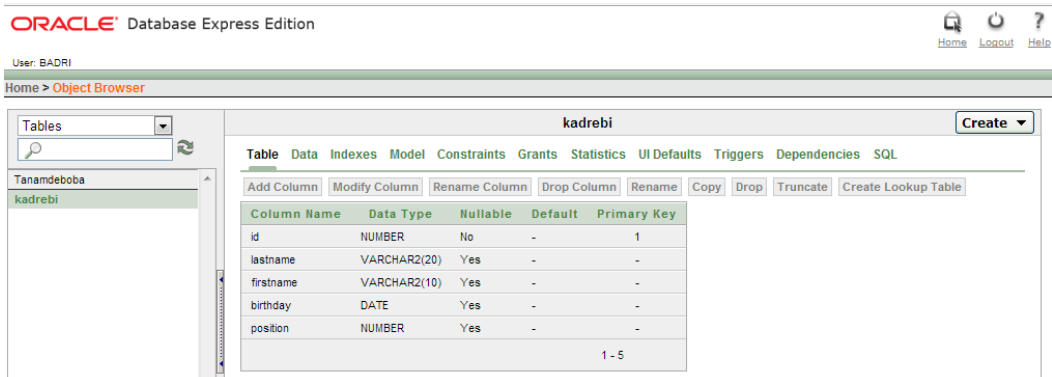 ORACLE Database Express Edition
Home Logout Help
User: BADRI
Home > Object Browser
Tables
Tanamdeboba
kadrebi
kadrebi
Create
Table Data Indexes Model Constraints Grants Statistics UI Defaults Triggers Dependencies SQL
Add Column Modify Column Rename Column Drop Column Rename Copy Drop Truncate Create Lookup Table
Column Name Data Type Nullable Default Primary Key
id NUMBER No - 1
lastname VARCHAR2(20) Yes - -
firstname VARCHAR2(10) Yes - -
birthday DATE Yes - -
position NUMBER Yes - -
1 - 5